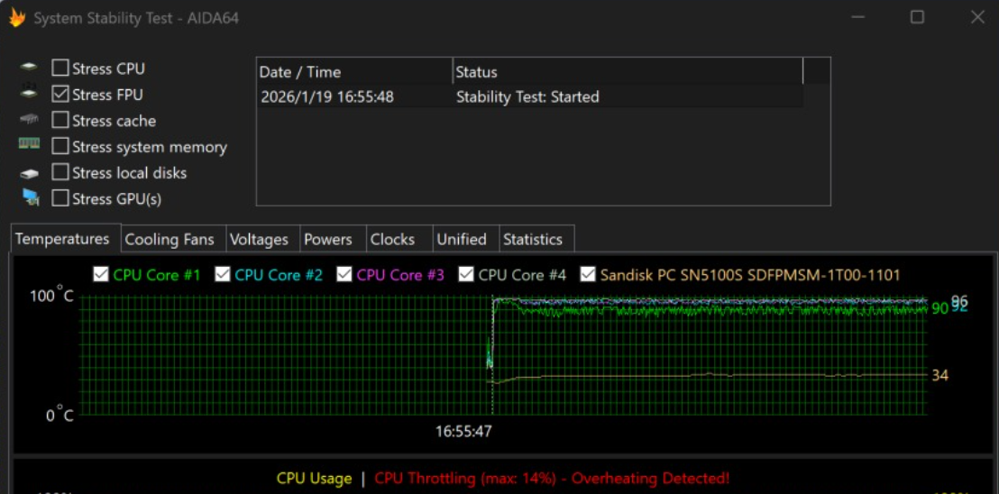 System Stability Test - AIDA64
Stress CPU
Stress FPU
Stress cache
Stress system memory
Stress local disks
Stress GPU(s)
Date / Time Status
2026/1/19 16:55:48 Stability Test: Started
Temperatures Cooling Fans Voltages Powers Clocks Unified Statistics
CPU Core #1 CPU Core #2 CPU Core #3 CPU Core #4 Sandisk PC SN5100S SDFPMSM-1T00-1101
100°C
96
90 92
34
0°C
16:55:47
CPU Usage | CPU Throttling (max: 14%) - Overheating Detected!